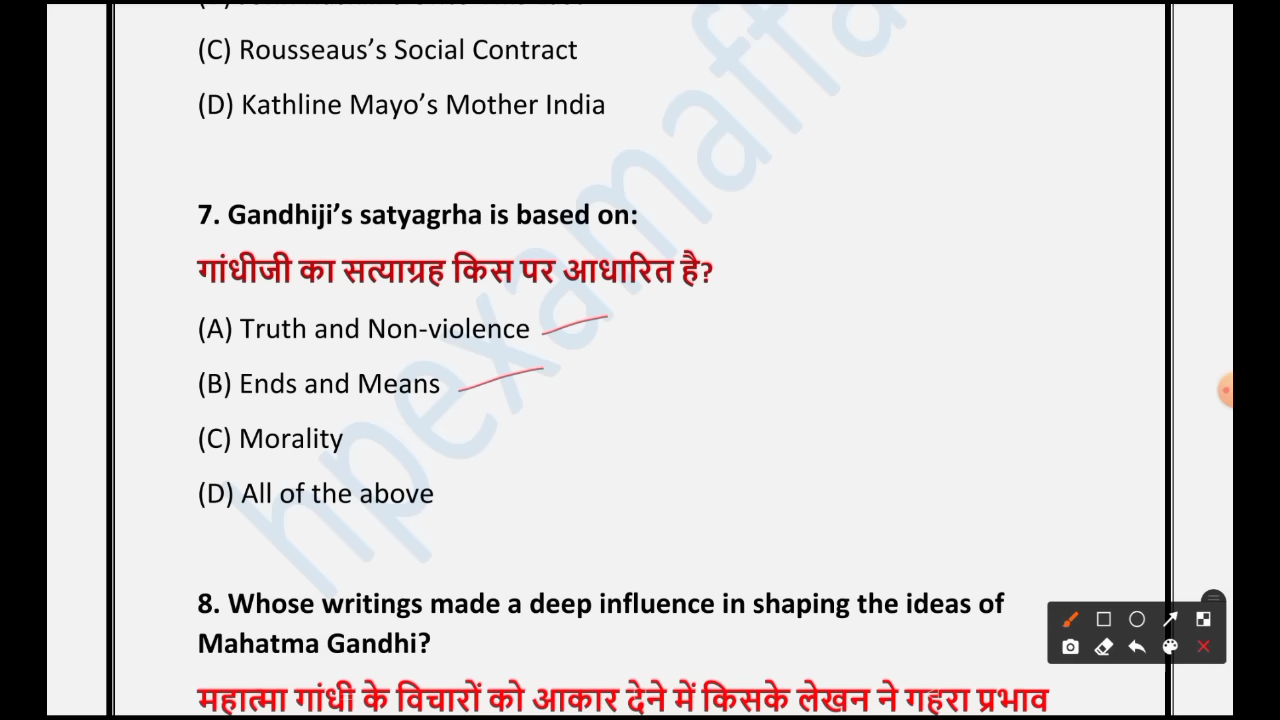 (C) Rousseaus’s Social Contract
(D) Kathline Mayo’s Mother India
7. Gandhiji’s satyagrha is based on:
गांधीजी का सत्याग्रह किस पर आधारित है?
(A) Truth and Non-violence
(B) Ends and Means
(C) Morality
(D) All of the above
8. Whose writings made a deep influence in shaping the ideas of
Mahatma Gandhi?
महात्मा गांधी के विचारों को आकार देने में किसके लेखन ने गहरा प्रभाव
hpexamaffa